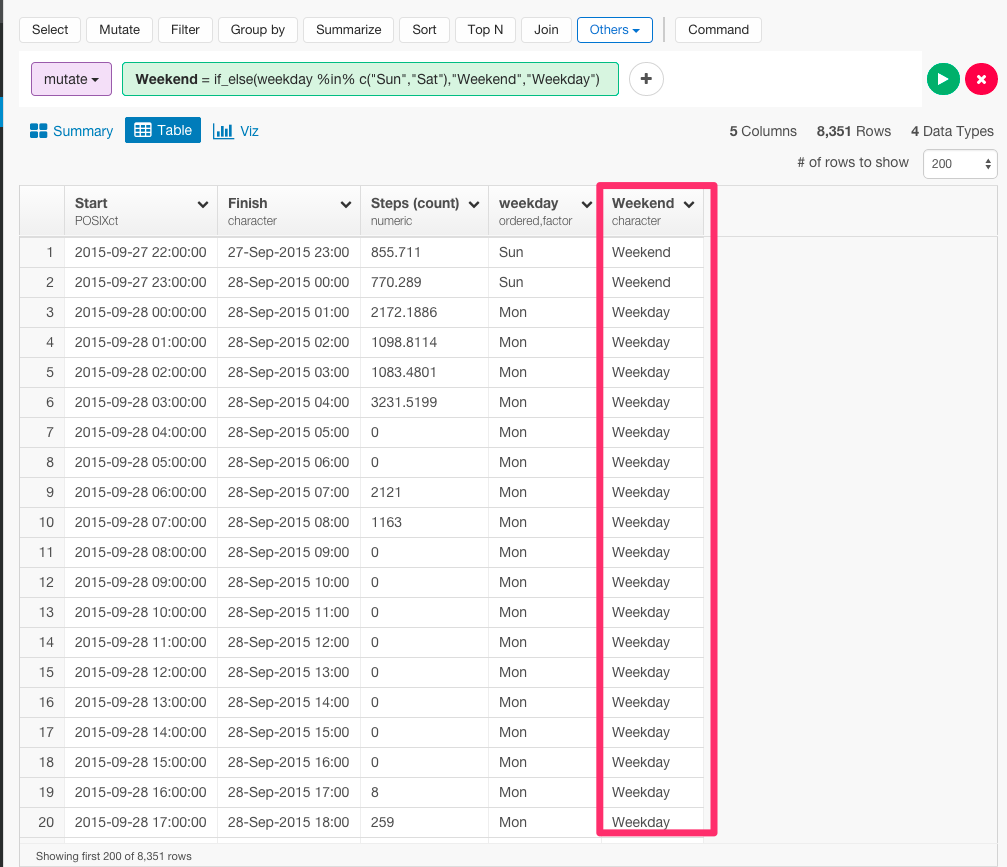 Select Mutate Filter Group by Summarize Sort Top N Join Others Command
mutate Weekend = if_else(weekday %in% c("Sun","Sat"),"Weekend","Weekday") +
Summary Table Viz 5 Columns 8,351 Rows 4 Data Types
# of rows to show 200
Start Finish Steps (count) weekday Weekend
POSIXct character numeric ordered,factor character
1 2015-09-27 22:00:00 27-Sep-2015 23:00 855.711 Sun Weekend
2 2015-09-27 23:00:00 28-Sep-2015 00:00 770.289 Sun Weekend
3 2015-09-28 00:00:00 28-Sep-2015 01:00 2172.1886 Mon Weekday
4 2015-09-28 01:00:00 28-Sep-2015 02:00 1098.8114 Mon Weekday
5 2015-09-28 02:00:00 28-Sep-2015 03:00 1083.4801 Mon Weekday
6 2015-09-28 03:00:00 28-Sep-2015 04:00 3231.5199 Mon Weekday
7 2015-09-28 04:00:00 28-Sep-2015 05:00 0 Mon Weekday
8 2015-09-28 05:00:00 28-Sep-2015 06:00 0 Mon Weekday
9 2015-09-28 06:00:00 28-Sep-2015 07:00 2121 Mon Weekday
10 2015-09-28 07:00:00 28-Sep-2015 08:00 1163 Mon Weekday
11 2015-09-28 08:00:00 28-Sep-2015 09:00 0 Mon Weekday
12 2015-09-28 09:00:00 28-Sep-2015 10:00 0 Mon Weekday
13 2015-09-28 10:00:00 28-Sep-2015 11:00 0 Mon Weekday
14 2015-09-28 11:00:00 28-Sep-2015 12:00 0 Mon Weekday
15 2015-09-28 12:00:00 28-Sep-2015 13:00 0 Mon Weekday
16 2015-09-28 13:00:00 28-Sep-2015 14:00 0 Mon Weekday
17 2015-09-28 14:00:00 28-Sep-2015 15:00 0 Mon Weekday
18 2015-09-28 15:00:00 28-Sep-2015 16:00 0 Mon Weekday
19 2015-09-28 16:00:00 28-Sep-2015 17:00 8 Mon Weekday
20 2015-09-28 17:00:00 28-Sep-2015 18:00 259 Mon Weekday
Showing first 200 of 8,351 rows